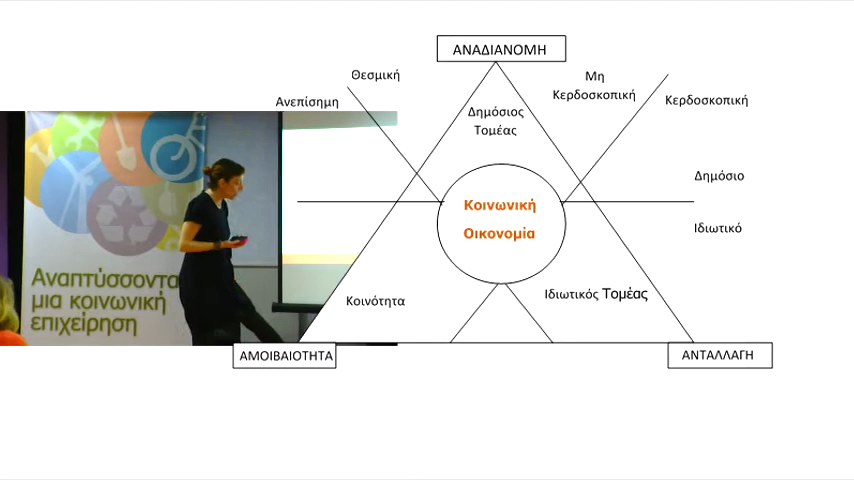 ΑΝΑΔΙΑΝΟΜΗ
Θεσμική
Ανεπίσημη
Μη
Κερδοσκοπική
Κερδοσκοπική
Δημόσιος
Τομέας
Δημόσιο
Ιδιωτικό
Κοινωνική
Οικονομία
Κοινότητα
Ιδιωτικός Τομέας
ΑΜΟΙΒΑΙΟΤΗΤΑ
ΑΝΤΑΛΛΑΓΗ
Αναπτύσσοντα
μια κοινωνική
επιχείρηση